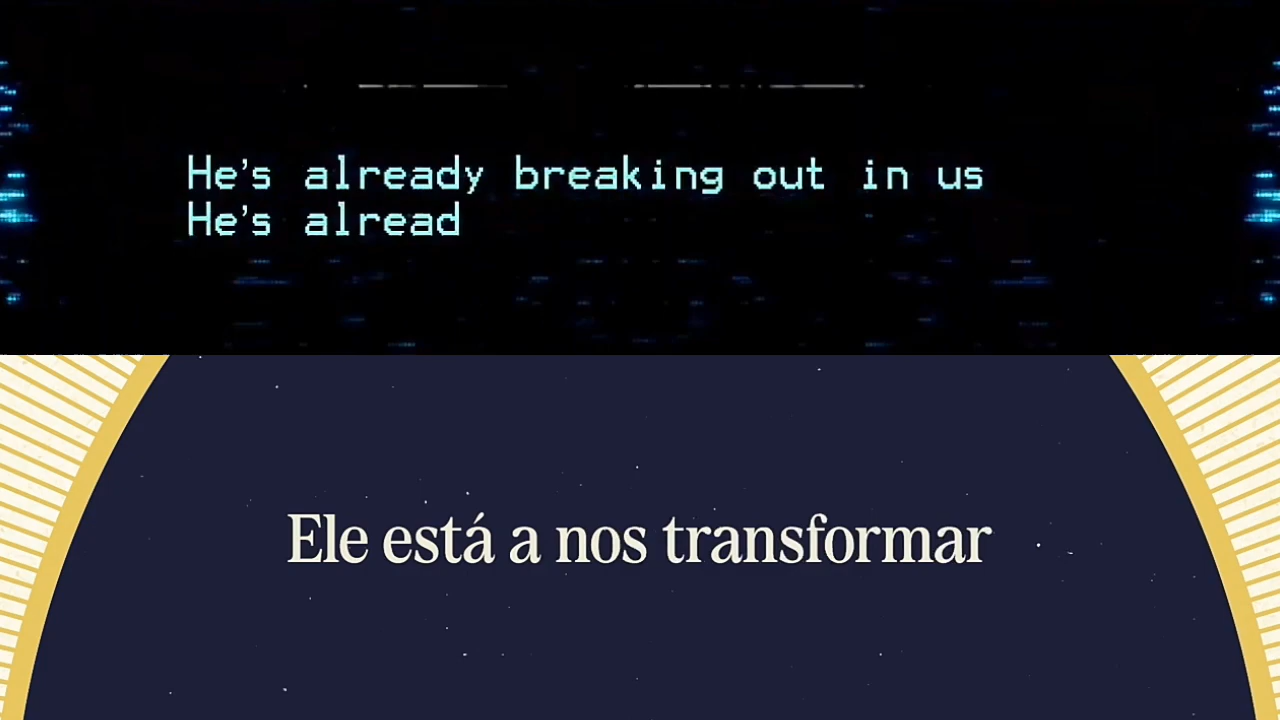 He's already breaking out in us
He's alread
Ele está a nos transformar